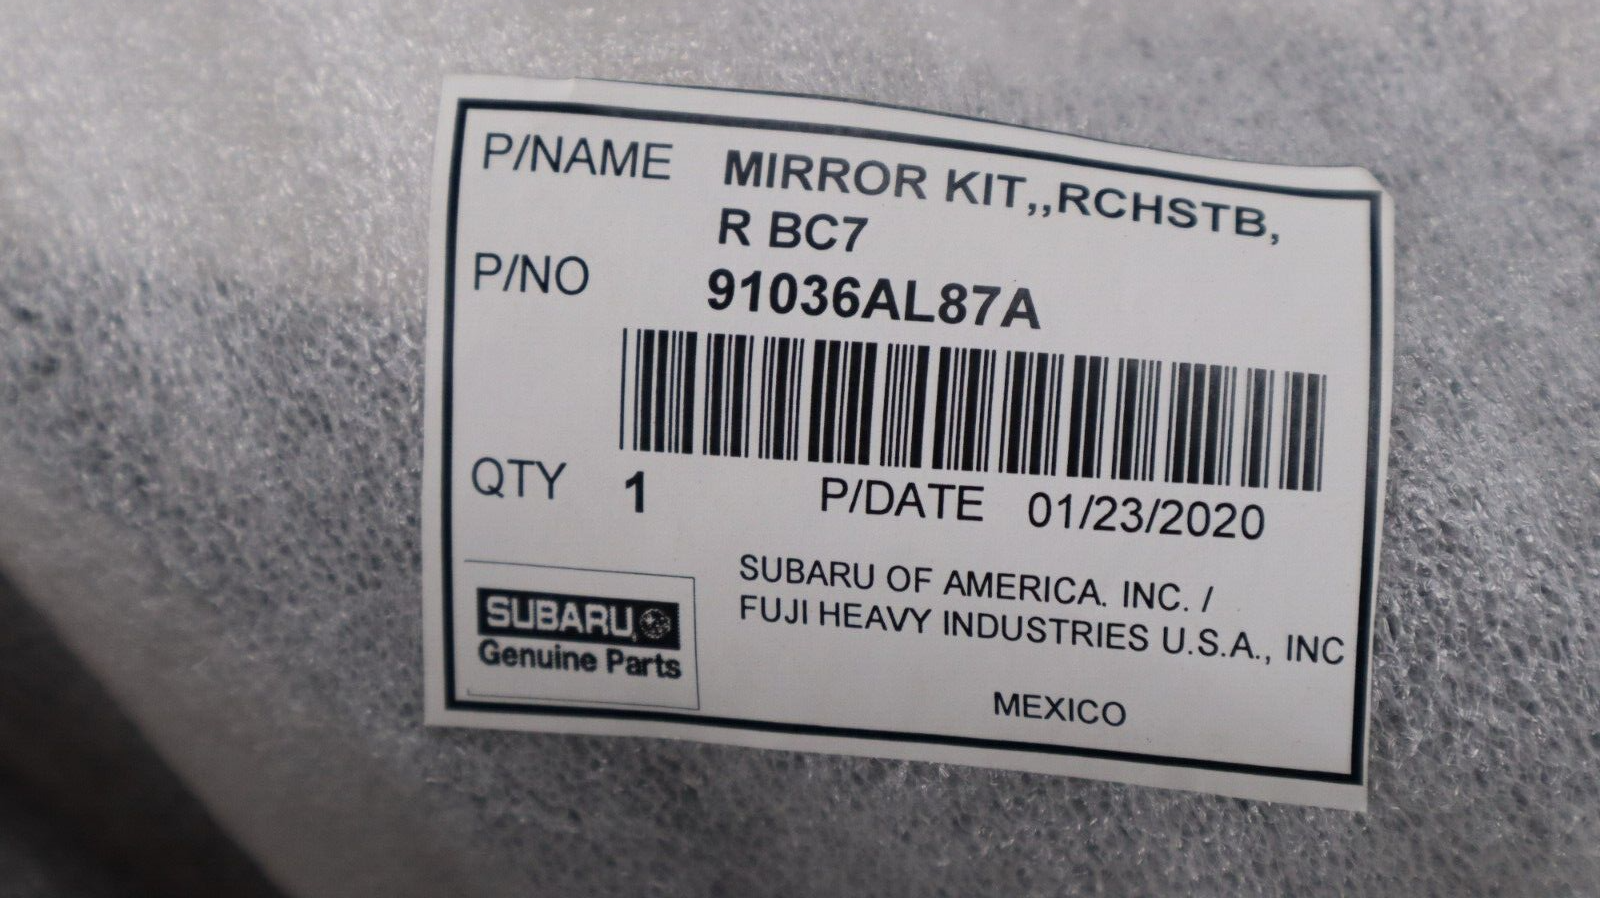 P/NAME MIRROR KIT,,RCHSTB,
R BC7
P/NO 91036AL87A
QTY 1 P/DATE 01/23/2020
SUBARU OF AMERICA. INC. /
FUJI HEAVY INDUSTRIES U.S.A., INC
SUBARU
Genuine Parts
MEXICO